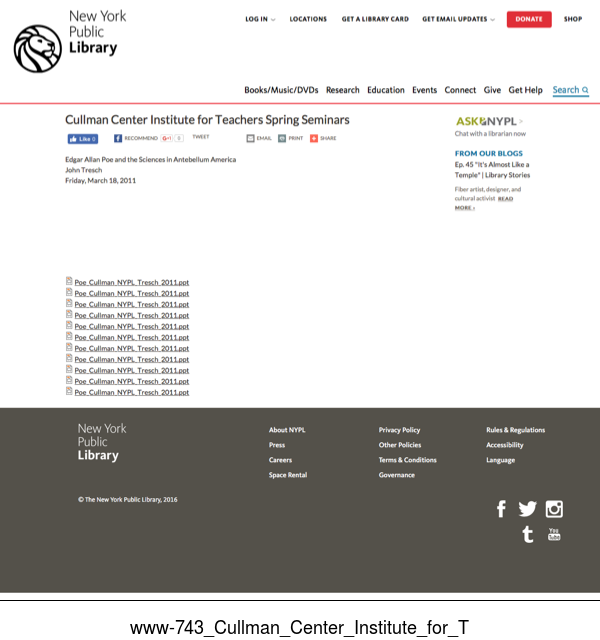 New York
Public
Library
LOG IN
LOCATIONS
GET A LIBRARY CARD
GET EMAIL UPDATES
DONATE
SHOP
Books/Music/DVDs Research Education Events Connect Give Get Help Search
Cullman Center Institute for Teachers Spring Seminars
Like 0
RECOMMEND
G+1 0
TWEET
EMAIL
PRINT
SHARE
Edgar Allan Poe and the Sciences in Antebellum America
John Tresch
Friday, March 18, 2011
ASK NYPL >
Chat with a librarian now
FROM OUR BLOGS
Ep. 45 "It's Almost Like a
Temple" | Library Stories
Fiber artist, designer, and
cultural activist READ
MORE ›
Poe_Cullman_NYPL_Tresch_2011.ppt
Poe_Cullman_NYPL_Tresch_2011.ppt
Poe_Cullman_NYPL_Tresch_2011.ppt
Poe_Cullman_NYPL_Tresch_2011.ppt
Poe_Cullman_NYPL_Tresch_2011.ppt
Poe_Cullman_NYPL_Tresch_2011.ppt
Poe_Cullman_NYPL_Tresch_2011.ppt
Poe_Cullman_NYPL_Tresch_2011.ppt
Poe_Cullman_NYPL_Tresch_2011.ppt
Poe_Cullman_NYPL_Tresch_2011.ppt
Poe_Cullman_NYPL_Tresch_2011.ppt
New York
Public
Library
About NYPL
Press
Careers
Space Rental
Privacy Policy
Other Policies
Terms & Conditions
Governance
Rules & Regulations
Accessibility
Language
© The New York Public Library, 2016
You
Tube
www-743_Cullman_Center_Institute_for_T